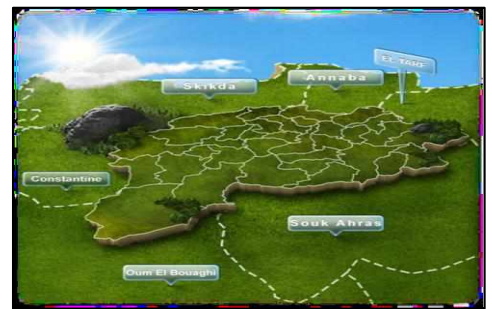 EL TARF
Annaba
Skikda
Constantine
Souk Ahras
Oum El Bouaghi